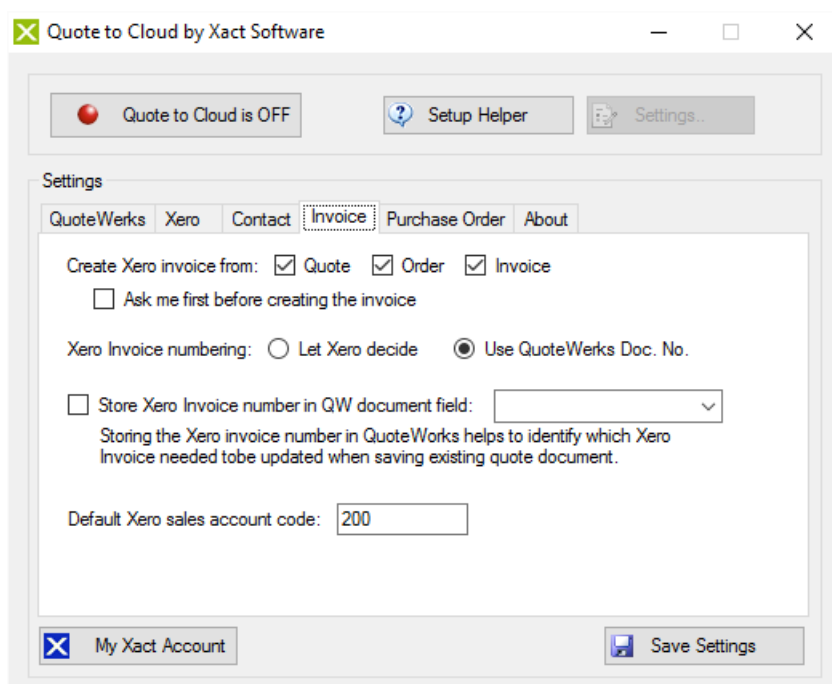 Quote to Cloud by Xact Software
Quote to Cloud is OFF Setup Helper Settings..
Settings
QuoteWerks Xero Contact Invoice Purchase Order About
Create Xero invoice from: Quote Order Invoice
Ask me first before creating the invoice
Xero Invoice numbering: Let Xero decide Use QuoteWerks Doc. No.
Store Xero Invoice number in QW document field:
Storing the Xero invoice number in QuoteWorks helps to identify which Xero
Invoice needed tobe updated when saving existing quote document.
Default Xero sales account code: 200
My Xact Account Save Settings